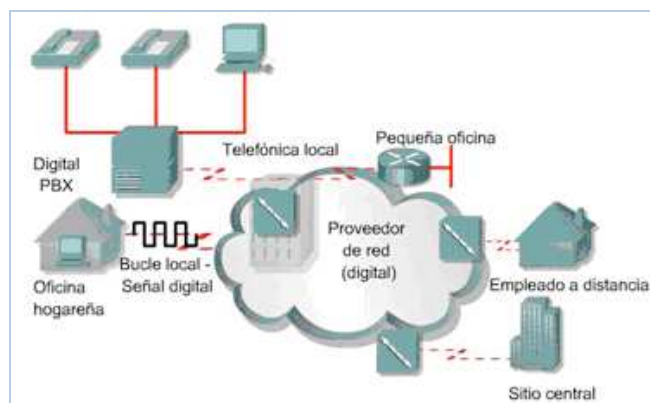 Digital
PBX
Telefónica local
Pequeña oficina
Oficina
hogareña
Bucle local -
Señal digital
Proveedor
de red
(digital)
Empleado a distancia
Sitio central